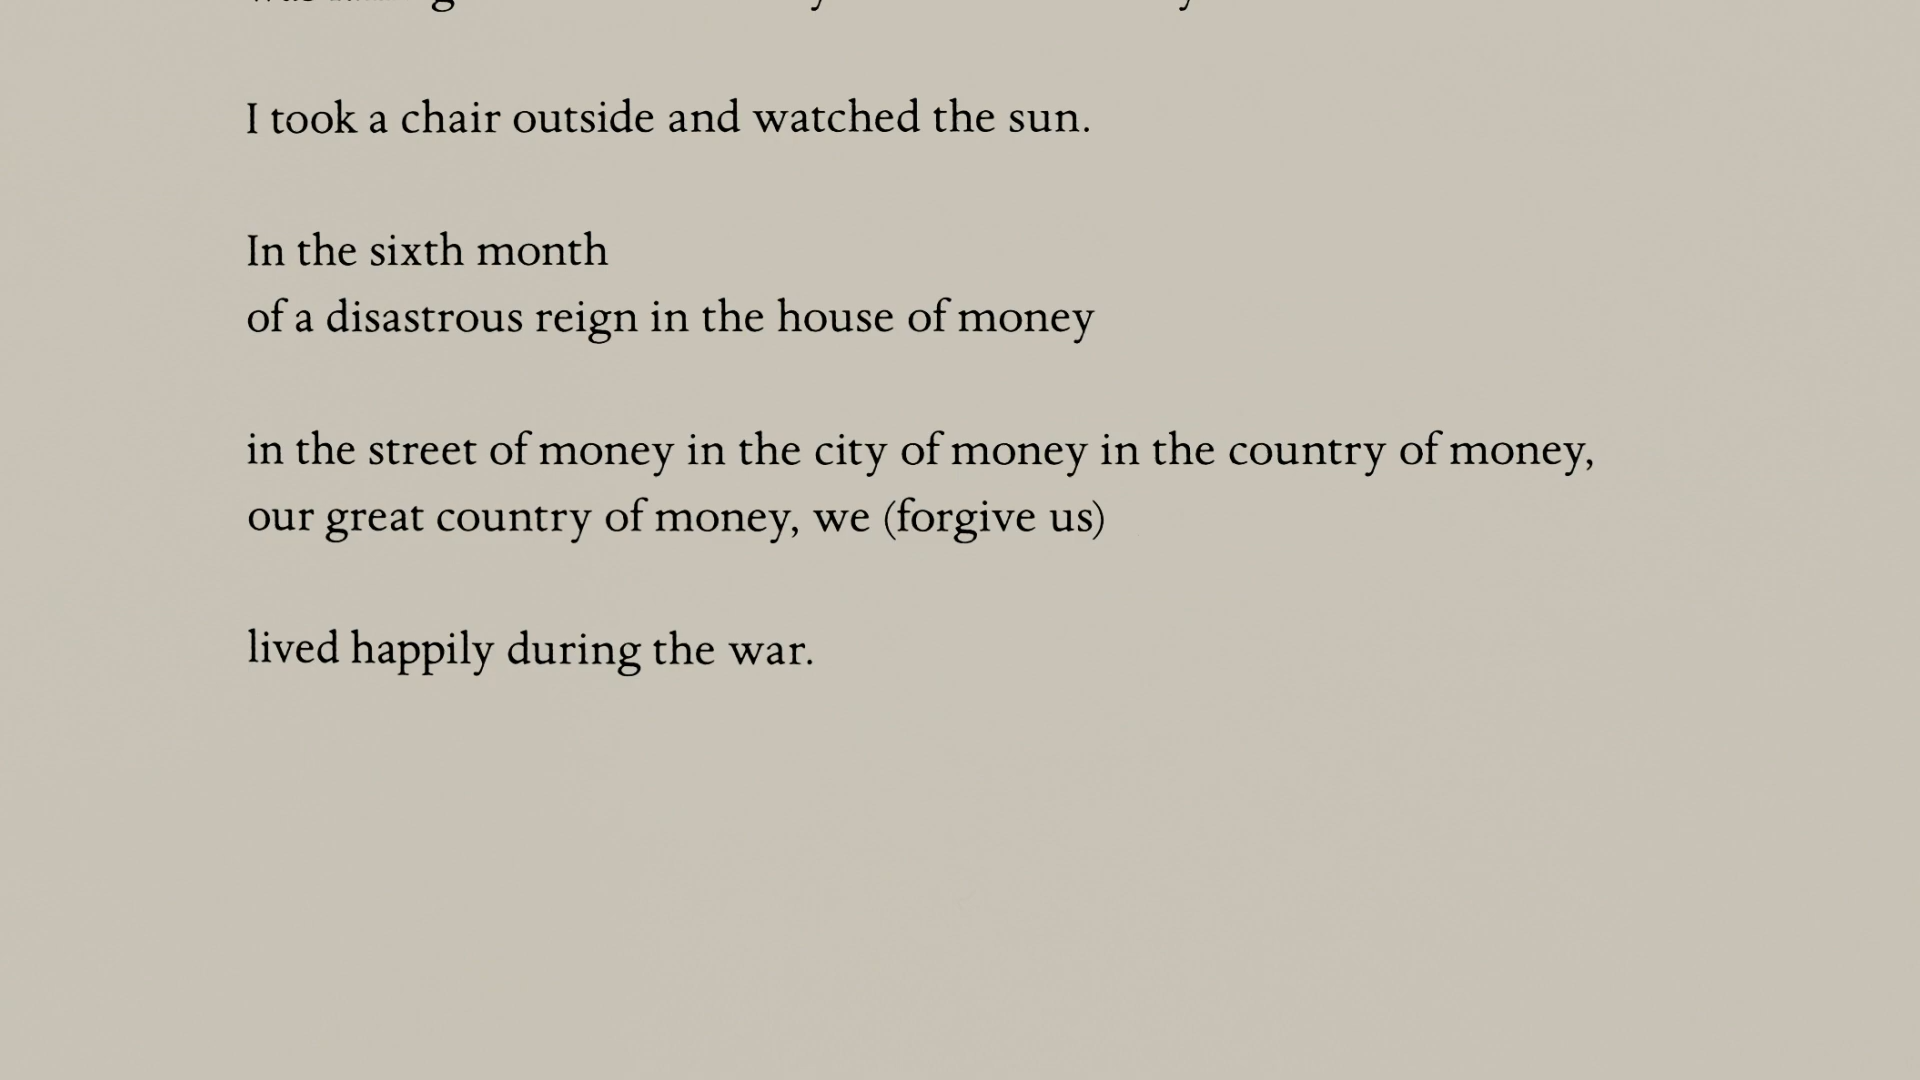 I took a chair outside and watched the sun.
In the sixth month
of a disastrous reign in the house of money
in the street of money in the city of money in the country of money,
our great country of money, we (forgive us)
lived happily during the war.